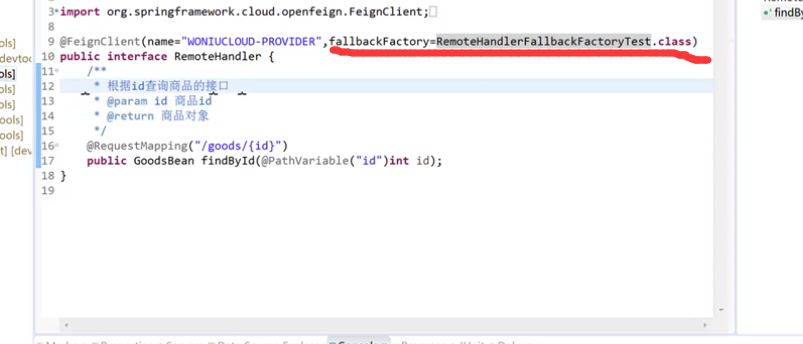 3 import org.springframework.cloud.openfeign.FeignClient;
8
9 @FeignClient(name="WONIUCLOUD-PROVIDER",fallbackFactory=RemoteHandlerFallbackFactoryTest.class)
10 public interface RemoteHandler {
11 /**
12 * 根据id查询商品的接口
13 * @param id 商品id
14 * @return 商品对象
15 */
16 @RequestMapping("/goods/{id}")
17 public GoodsBean findById(@PathVariable("id")int id);
18 }
19
ols]
/devtoo
ols]
ols]
ols]
ools]
ools]
t] [dev
findBy